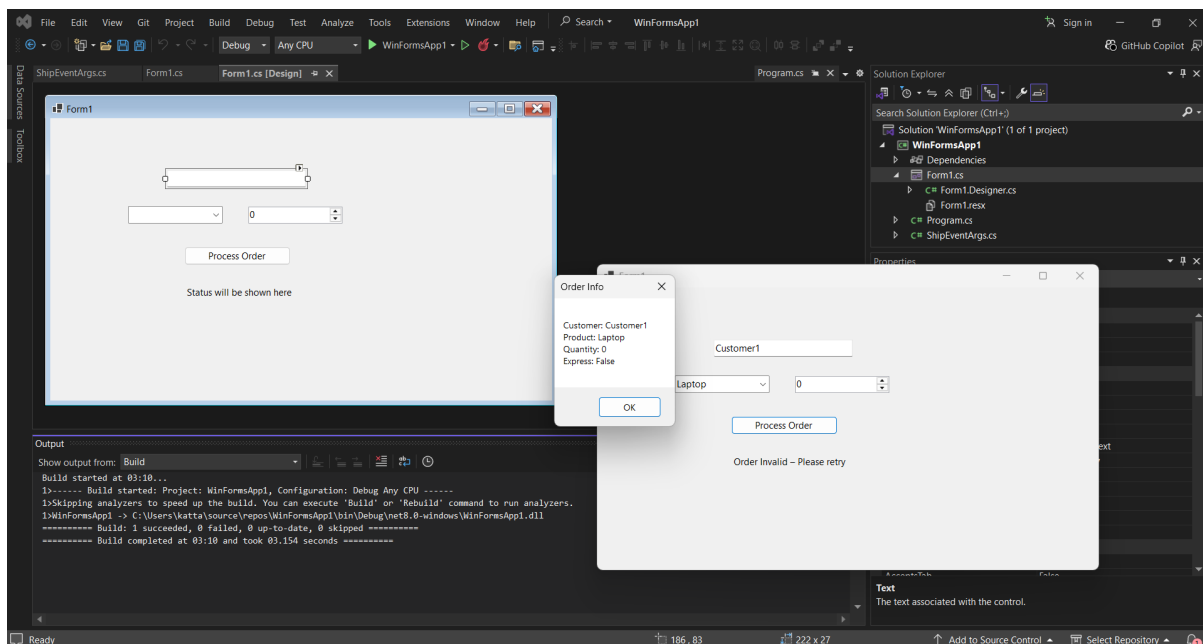 File Edit View Git Project Build Debug Test Analyze Tools Extensions Window Help Search WinFormsApp1 Sign in
Debug Any CPU WinFormsApp1 GitHub Copilot
Data Sources
Toolbox
ShipEventArgs.cs Form1.cs Form1.cs [Design] Program.cs
Form1
0
Process Order
Status will be shown here
Solution Explorer
Search Solution Explorer (Ctrl+;)
Solution 'WinFormsApp1' (1 of 1 project)
WinFormsApp1
Dependencies
Form1.cs
Form1.Designer.cs
Form1.resx
Program.cs
ShipEventArgs.cs
Properties
Order Info
Customer: Customer1
Product: Laptop
Quantity: 0
Express: False
OK
Customer1
Laptop 0
Process Order
Order Invalid – Please retry
Output
Show output from: Build
Build started at 03:10...
1>------ Build started: Project: WinFormsApp1, Configuration: Debug Any CPU ------
1>Skipping analyzers to speed up the build. You can execute 'Build' or 'Rebuild' command to run analyzers.
1>WinFormsApp1 -> C:\Users\katta\source\repos\WinFormsApp1\bin\Debug\net8.0-windows\WinFormsApp1.dll
========== Build: 1 succeeded, 0 failed, 0 up-to-date, 0 skipped ==========
========== Build completed at 03:10 and took 03.154 seconds ==========
Text
The text associated with the control.
Ready 186 , 83 222 x 27 Add to Source Control Select Repository